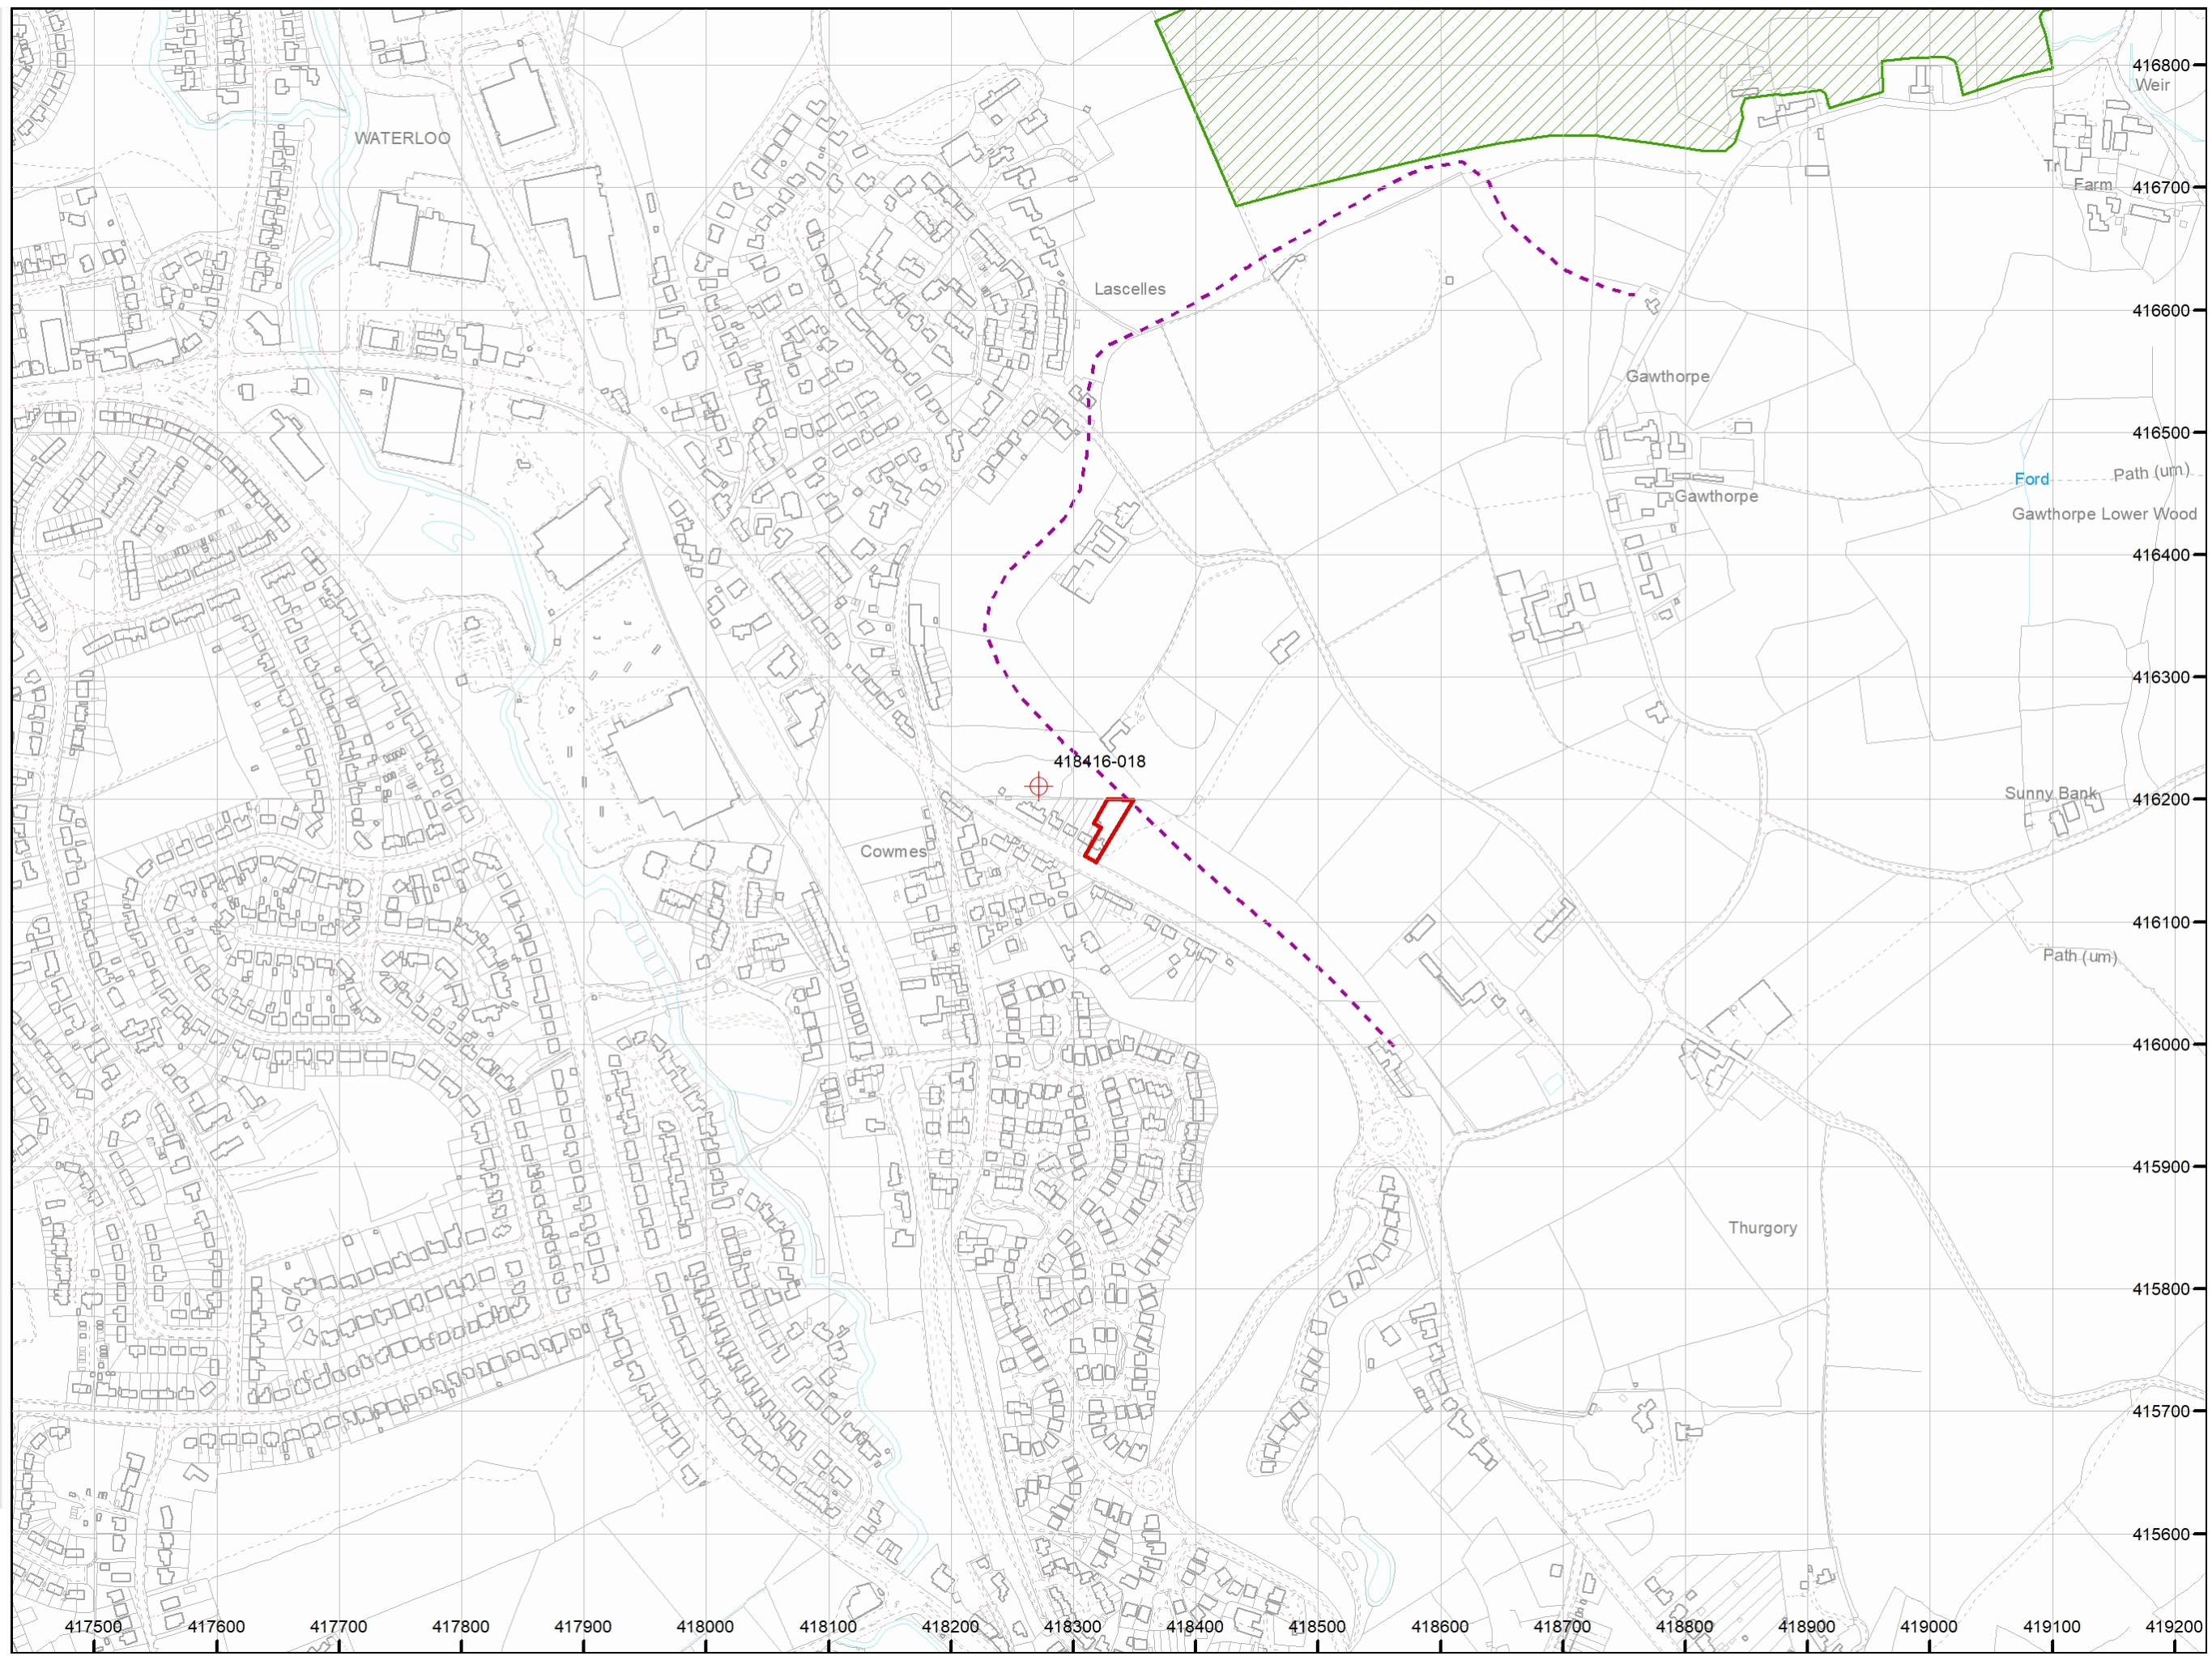 416800
Weir
WATERLOO
Tr
Farm
416700
Lascelles
416600
Gawthorpe
416500
Ford
Path (um)
Gawthorpe
Gawthorpe Lower Wood
416400
416300
418416-018
416200
Sunny Bank
Cowmes
416100
Path (um)
416000
415900
Thurgory
415800
415700
415600
417500 417600 417700 417800 417900 418000 418100 418200 418300 418400 418500 418600 418700 418800 418900 419000 419100 419200